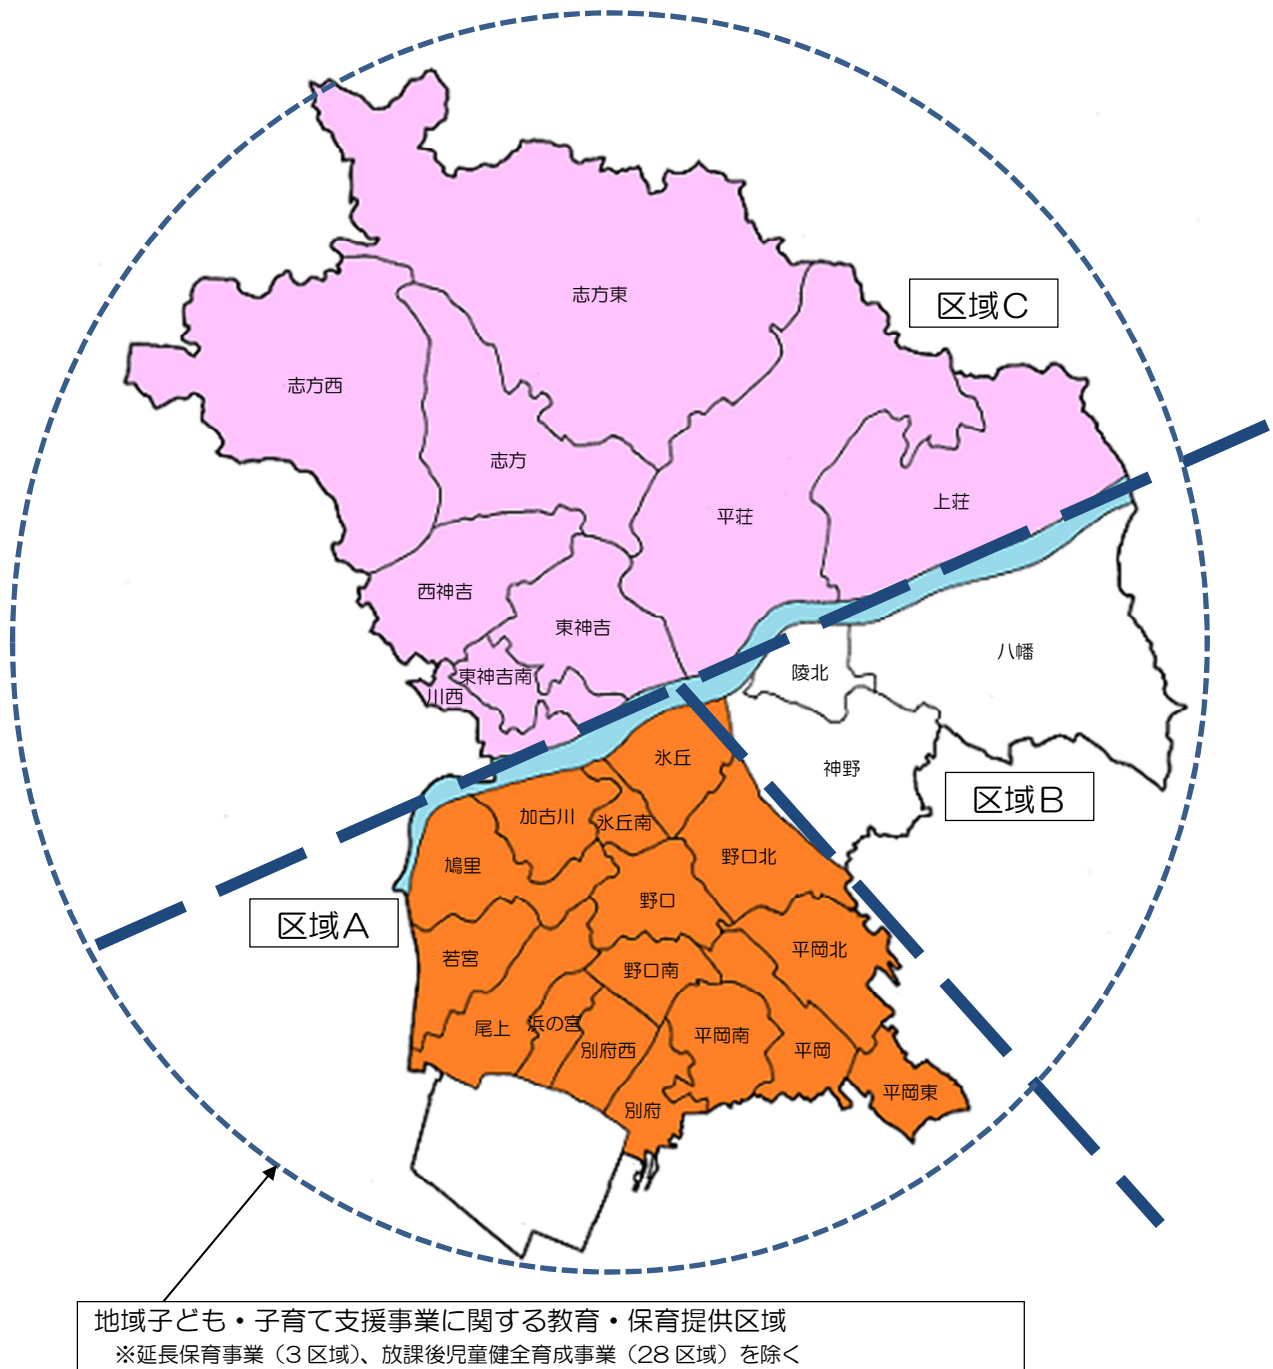 志方東
区域C
志方西
志方
上荘
平荘
西神吉
東神吉
八幡
陵北
東神吉南
川西
氷丘
神野
区域B
加古川
氷丘南
野口北
鳩里
野口
区域A
平岡北
若宮
野口南
尾上
浜の宮
平岡南
別府西
平岡
平岡東
別府
地域子ども・子育て支援事業に関する教育・保育提供区域
※延長保育事業（3区域）、放課後児童健全育成事業（28区域）を除く